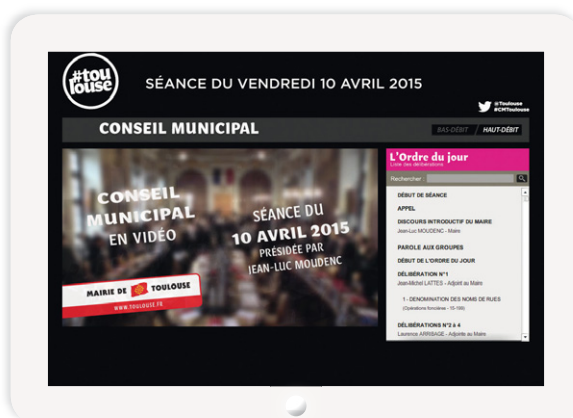 #tou
louse
SÉANCE DU VENDREDI 10 AVRIL 2015
@Toulouse
#CMToulouse
CONSEIL MUNICIPAL
BAS-DÉBIT / HAUT-DÉBIT
CONSEIL
MUNICIPAL
EN VIDÉO
SÉANCE DU
10 AVRIL 2015
PRÉSIDÉE PAR
JEAN-LUC MOUDENC
MAIRIE DE TOULOUSE
WWW.TOULOUSE.FR
L'Ordre du jour
Liste des délibérations
Rechercher :
DÉBUT DE SÉANCE
APPEL
DISCOURS INTRODUCTIF DU MAIRE
Jean-Luc MOUDENC - Maire
PAROLE AUX GROUPES
DÉBUT DE L'ORDRE DU JOUR
DÉLIBÉRATION N°1
Jean-Michel LATTES - Adjoint au Maire
1 - DENOMINATION DES NOMS DE RUES
(Opérations foncières - 15-199)
DÉLIBÉRATIONS N°2 à 4
Laurence ARRIBAGE - Adjointe au Maire